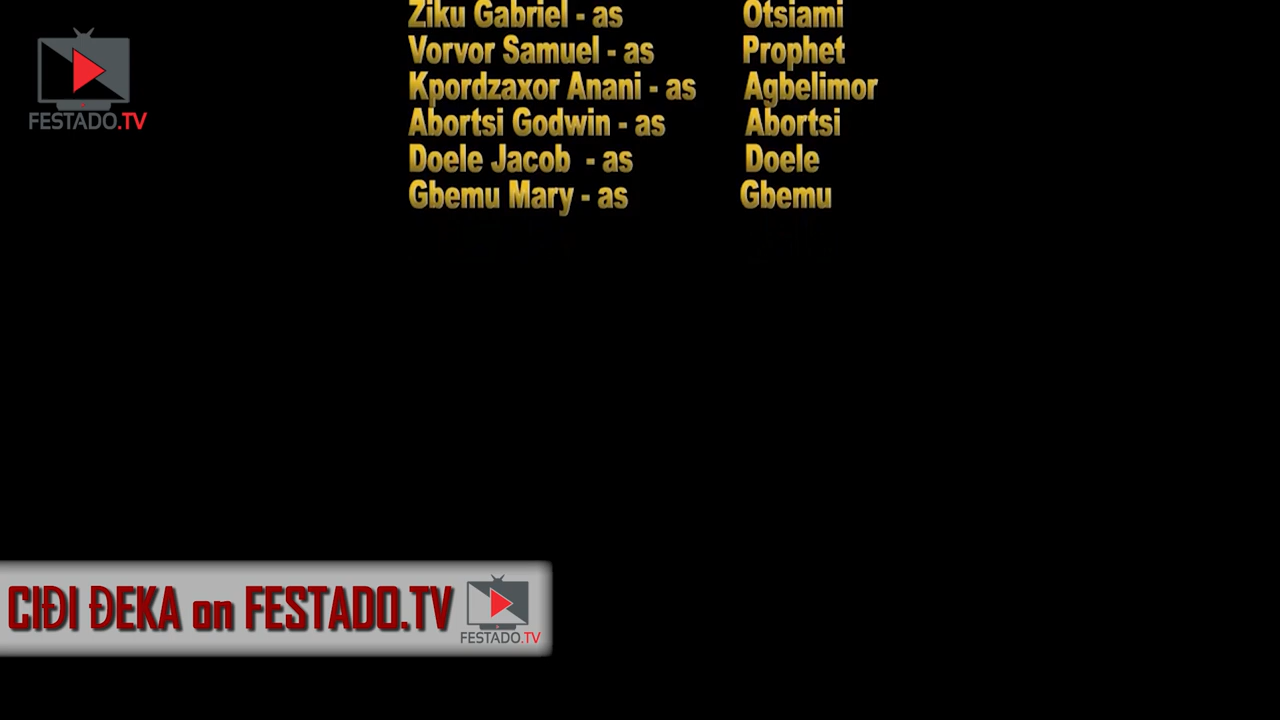 FESTADO.TV
Ziku Gabriel - as Otsiami
Vorvor Samuel - as Prophet
Kpordzaxor Anani - as Agbelimor
Abortsi Godwin - as Abortsi
Doele Jacob - as Doele
Gbemu Mary - as Gbemu
CIĐI ĐEKA on FESTADO.TV
FESTADO.TV